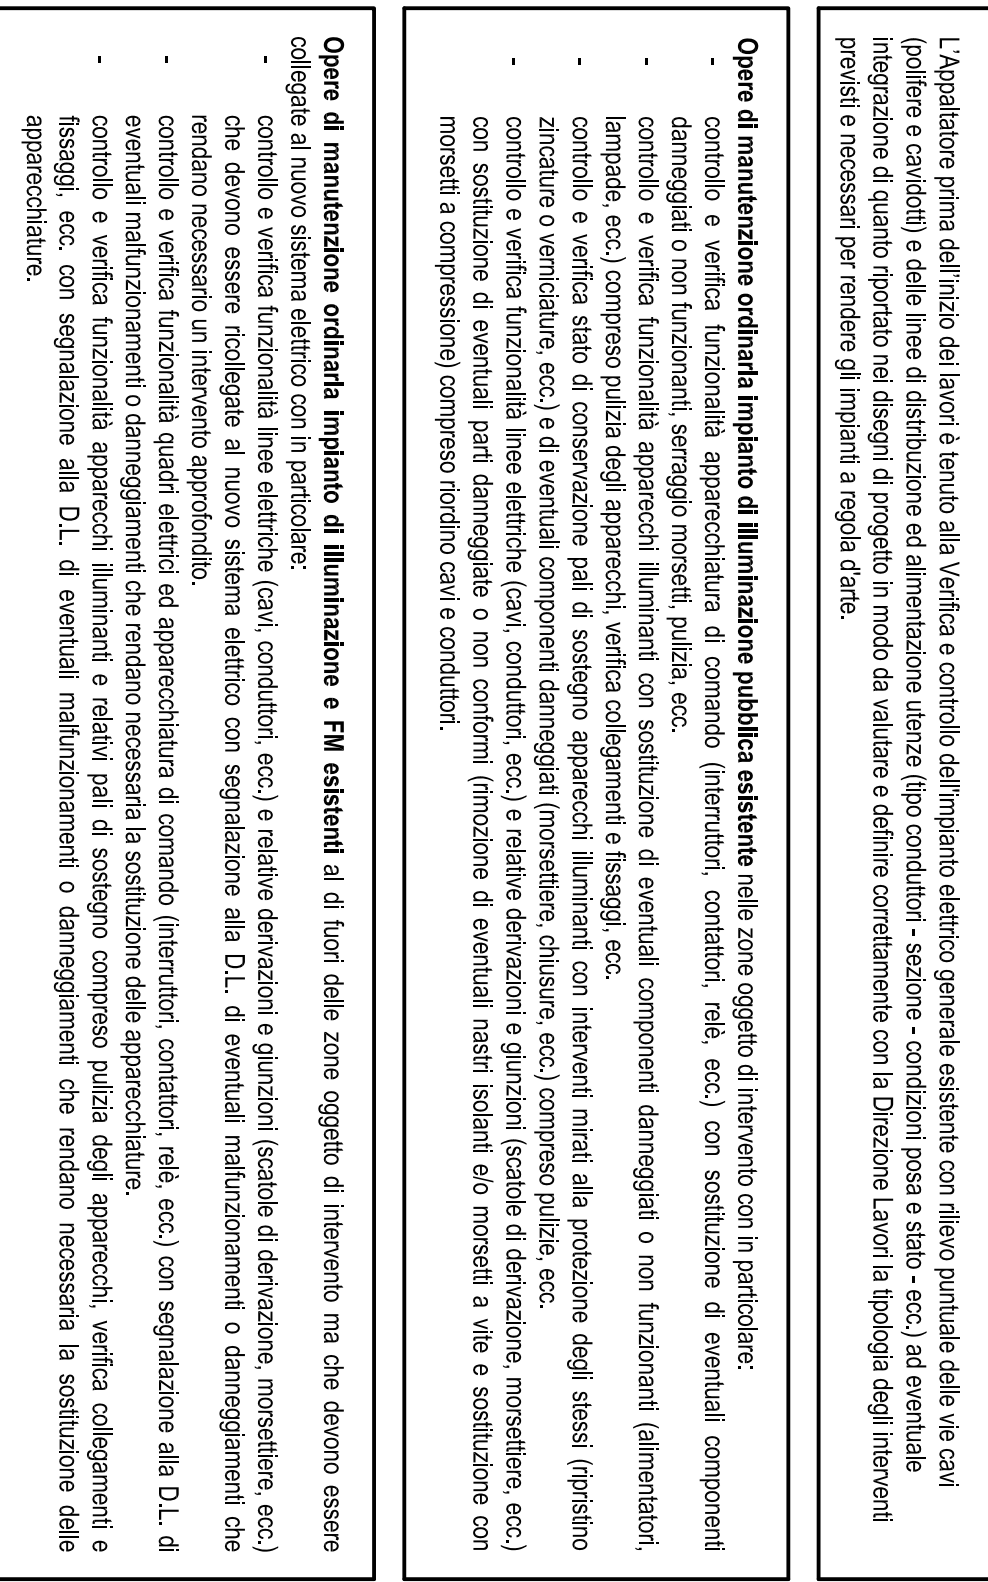 L'Appaltatore prima dell'inizio dei lavori è tenuto alla Verifica e controllo dell'impianto elettrico generale esistente con rilievo puntuale delle vie cavi
(polifere e cavidotti) e delle linee di distribuzione ed alimentazione utenze (tipo conduttori - sezione - condizioni posa e stato - ecc.) ad eventuale
integrazione di quanto riportato nei disegni di progetto in modo da valutare e definire correttamente con la Direzione Lavori la tipologia degli interventi
previsti e necessari per rendere gli impianti a regola d'arte.
Opere di manutenzione ordinarla impianto di illuminazione pubblica esistente nelle zone oggetto di intervento con in particolare:
- controllo e verifica funzionalità apparecchiatura di comando (interruttori, contattori, relè, ecc.) con sostituzione di eventuali componenti
danneggiati o non funzionanti, serraggio morsetti, pulizia, ecc.
- controllo e verifica funzionalità apparecchi illuminanti con sostituzione di eventuali componenti danneggiati o non funzionanti (alimentatori,
lampade, ecc.) compreso pulizia degli apparecchi, verifica collegamenti e fissaggi, ecc.
- controllo e verifica stato di conservazione pali di sostegno apparecchi illuminanti con interventi mirati alla protezione degli stessi (ripristino
zincature o verniciature, ecc.) e di eventuali componenti danneggiati (morsettiere, chiusure, ecc.) compreso pulizie, ecc.
- controllo e verifica funzionalità linee elettriche (cavi, conduttori, ecc.) e relative derivazioni e giunzioni (scatole di derivazione, morsettiere, ecc.)
con sostituzione di eventuali parti danneggiate o non conformi (rimozione di eventuali nastri isolanti e/o morsetti a vite e sostituzione con
morsetti a compressione) compreso riordino cavi e conduttori.
Opere di manutenzione ordinarla impianto di illuminazione e FM esistenti al di fuori delle zone oggetto di intervento ma che devono essere
collegate al nuovo sistema elettrico con in particolare:
- controllo e verifica funzionalità linee elettriche (cavi, conduttori, ecc.) e relative derivazioni e giunzioni (scatole di derivazione, morsettiere, ecc.)
che devono essere ricollegate al nuovo sistema elettrico con segnalazione alla D.L. di eventuali malfunzionamenti o danneggiamenti che
rendano necessario un intervento approfondito.
- controllo e verifica funzionalità quadri elettrici ed apparecchiatura di comando (interruttori, contattori, relè, ecc.) con segnalazione alla D.L. di
eventuali malfunzionamenti o danneggiamenti che rendano necessaria la sostituzione delle apparecchiature.
- controllo e verifica funzionalità apparecchi illuminanti e relativi pali di sostegno compreso pulizia degli apparecchi, verifica collegamenti e
fissaggi, ecc. con segnalazione alla D.L. di eventuali malfunzionamenti o danneggiamenti che rendano necessaria la sostituzione delle
apparecchiature.